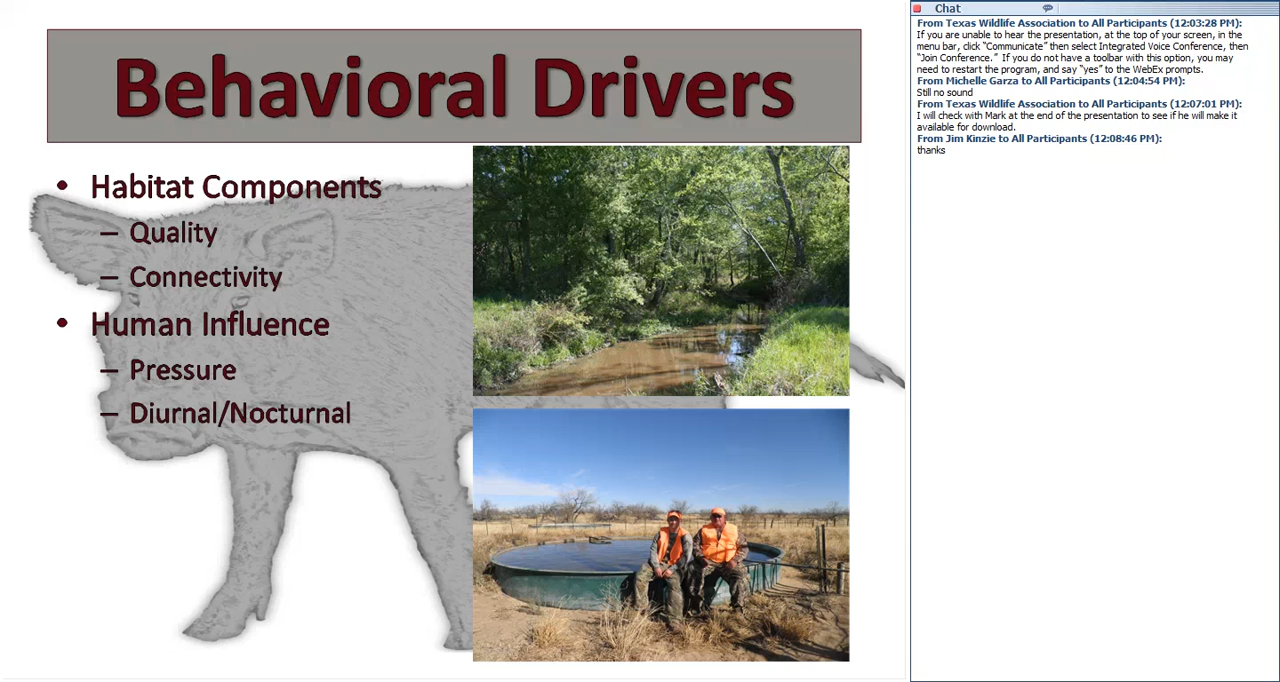 Behavioral Drivers
• Habitat Components
– Quality
– Connectivity
• Human Influence
– Pressure
– Diurnal/Nocturnal
Chat
From Texas Wildlife Association to All Participants (12:03:28 PM):
If you are unable to hear the presentation, at the top of your screen, in the
menu bar, click “Communicate” then select Integrated Voice Conference, then
“Join Conference.”  If you do not have a toolbar with this option, you may
need to restart the program, and say “yes” to the WebEx prompts.
From Michelle Garza to All Participants (12:04:54 PM):
Still no sound
From Texas Wildlife Association to All Participants (12:07:01 PM):
I will check with Mark at the end of the presentation to see if he will make it
available for download.
From Jim Kinzie to All Participants (12:08:46 PM):
thanks